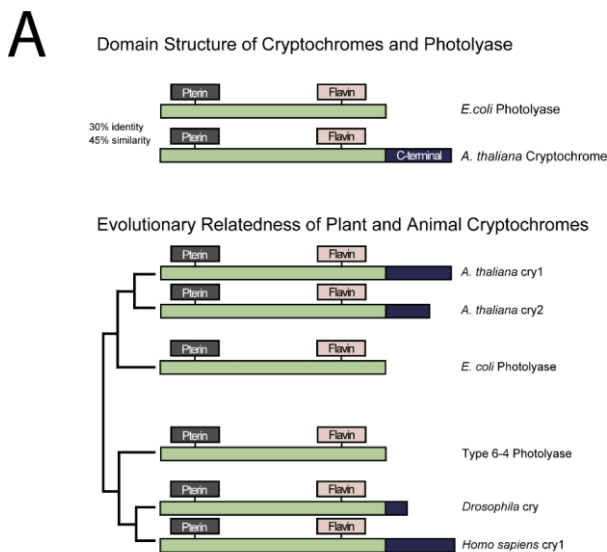 A
Domain Structure of Cryptochromes and Photolyase
Pterin Flavin
E.coli Photolyase
30% identity
45% similarity
Pterin Flavin
C-terminal
A. thaliana Cryptochrome
Evolutionary Relatedness of Plant and Animal Cryptochromes
Pterin Flavin
A. thaliana cry1
Pterin Flavin
A. thaliana cry2
Pterin Flavin
E. coli Photolyase
Pterin Flavin
Type 6-4 Photolyase
Pterin Flavin
Drosophila cry
Pterin Flavin
Homo sapiens cry1